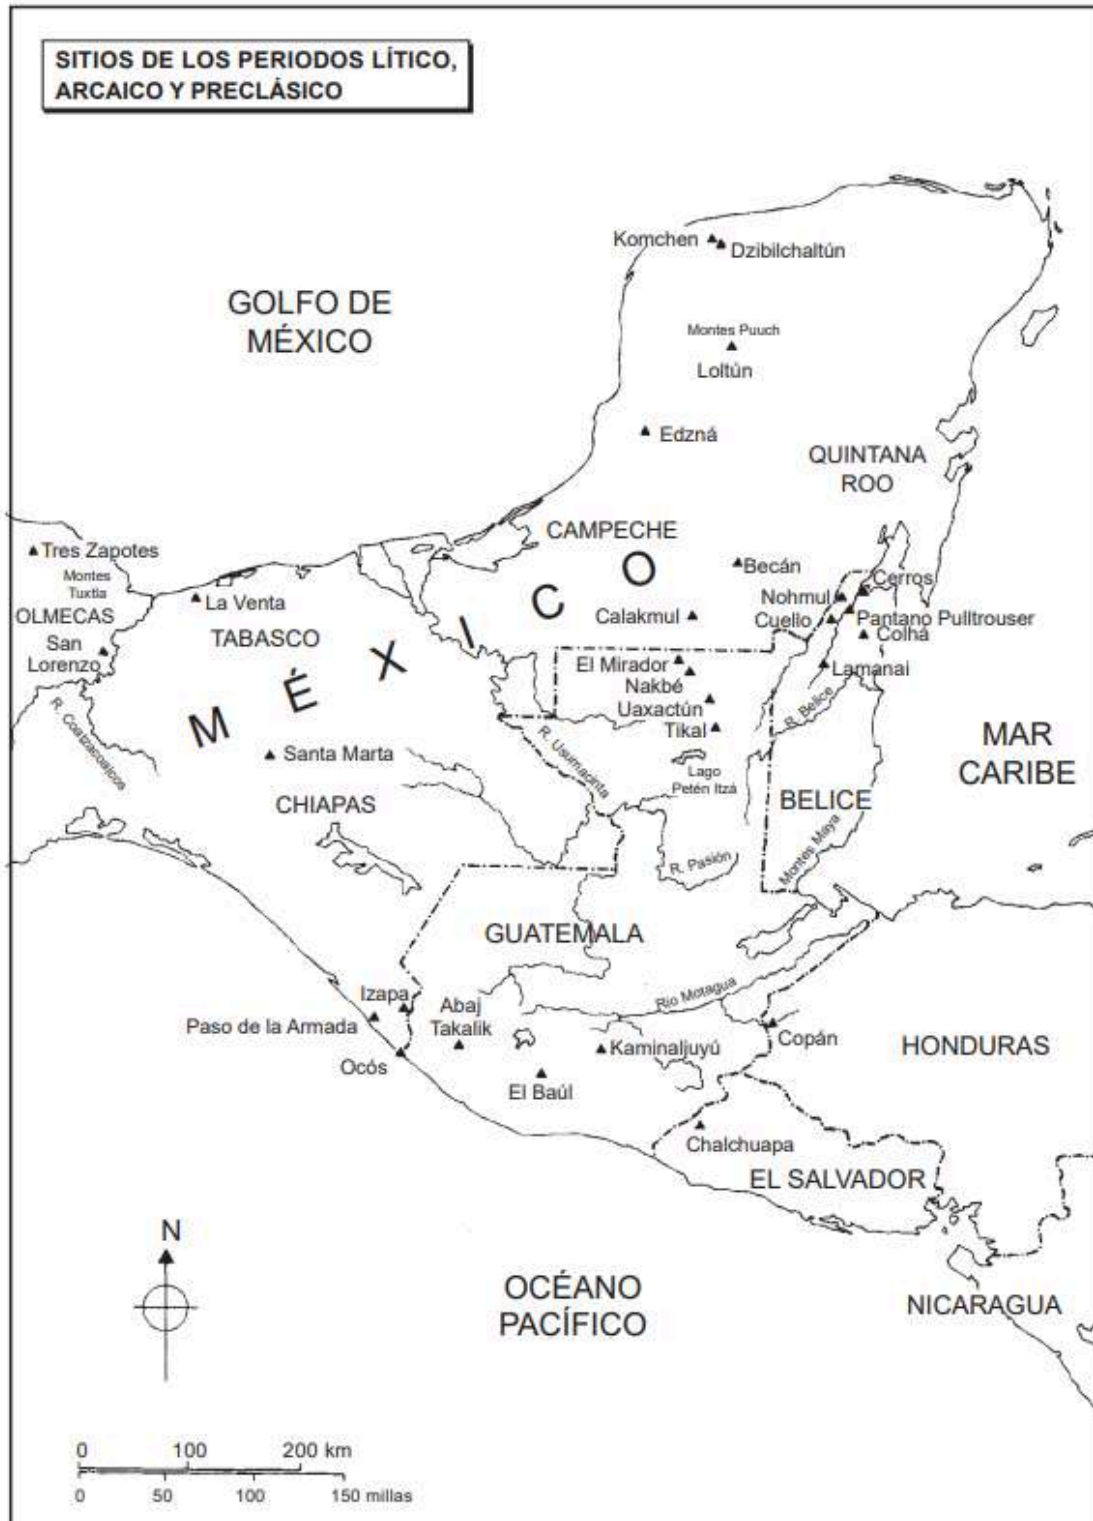 SITIOS DE LOS PERIODOS LÍTICO,
ARCAICO Y PRECLÁSICO
Komchen
Dzibilchaltún
GOLFO DE
MÉXICO
Montes Puuch
Loltún
Edzná
QUINTANA
ROO
CAMPECHE
Tres Zapotes
Montes
Tuxtla
OLMECAS
La Venta
Becán
Cerros
Nohmul
Calakmul
Cuello
Pantano Pulltrouser
Colhá
TABASCO
San
Lorenzo
MÉXICO
El Mirador
Nakbé
Lamanai
Uaxactún
Tikal
R. Belice
R. Coatzacoalcos
R. Usumacinta
MAR
CARIBE
Santa Marta
Lago
Petén Itzá
CHIAPAS
BELICE
Montes Maya
R. Pasión
GUATEMALA
Río Motagua
Izapa
Abaj
Takalik
Paso de la Armada
Ocós
Kaminaljuyú
Copán
HONDURAS
El Baúl
Chalchuapa
EL SALVADOR
N
OCÉANO
PACÍFICO
NICARAGUA
0 100 200 km
0 50 100 150 millas